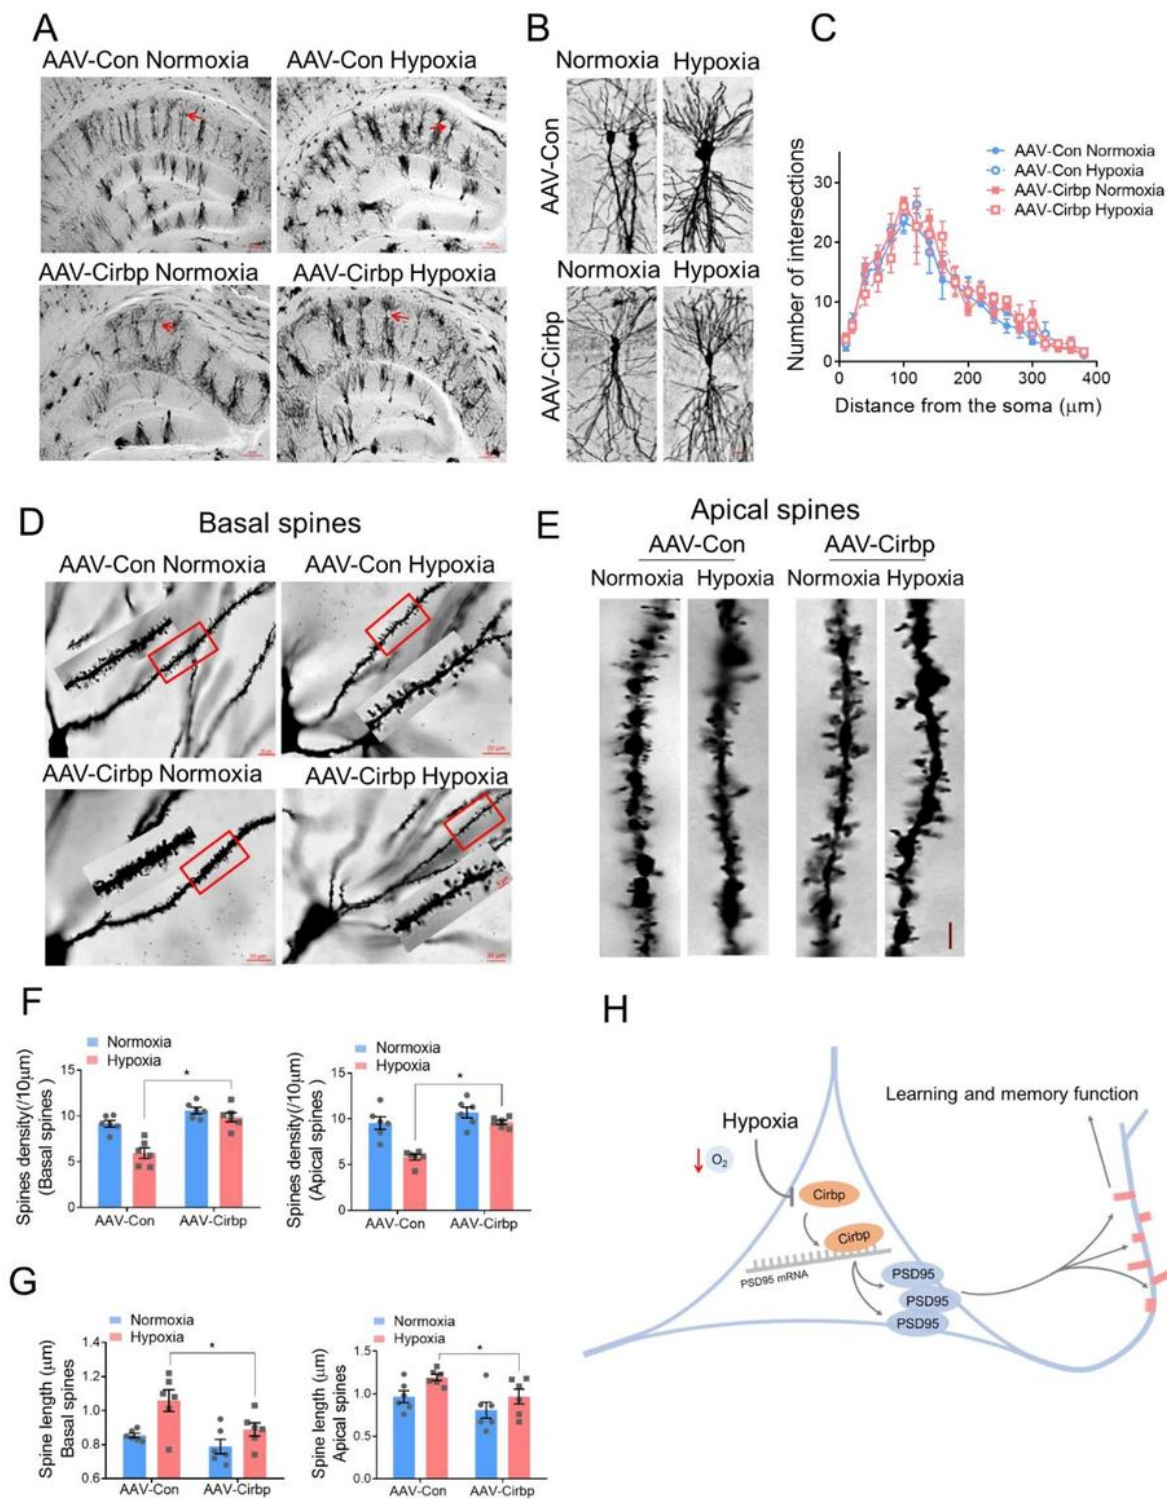 A
AAV-Con Normoxia
AAV-Con Hypoxia
AAV-Cirbp Normoxia
AAV-Cirbp Hypoxia
B
Normoxia Hypoxia
AAV-Con
Normoxia Hypoxia
AAV-Cirbp
C
AAV-Con Normoxia
AAV-Con Hypoxia
AAV-Cirbp Normoxia
AAV-Cirbp Hypoxia
Number of intersections
30
20
10
0
0 100 200 300 400
Distance from the soma (μm)
D
Basal spines
AAV-Con Normoxia
AAV-Con Hypoxia
20 μm
AAV-Cirbp Normoxia
AAV-Cirbp Hypoxia
20 μm
20 μm
E
Apical spines
AAV-Con
AAV-Cirbp
Normoxia Hypoxia
Normoxia Hypoxia
F
Normoxia
Hypoxia
Spines density(/10μm)
(Basal spines )
15
10
5
0
*
AAV-Con
AAV-Cirbp
Normoxia
Hypoxia
Spines density(/10μm)
(Apical spines )
15
10
5
0
*
AAV-Con
AAV-Cirbp
G
Normoxia
Hypoxia
Spine length (μm)
Basal spines
1.4
1.2
1.0
0.8
0.6
*
AAV-Con
AAV-Cirbp
Normoxia
Hypoxia
Spine length (μm)
Apical spines
1.5
1.0
0.5
0.0
*
AAV-Con
AAV-Cirbp
H
Learning and memory function
Hypoxia
O2
Cirbp
Cirbp
PSD95 mRNA
PSD95
PSD95
PSD95